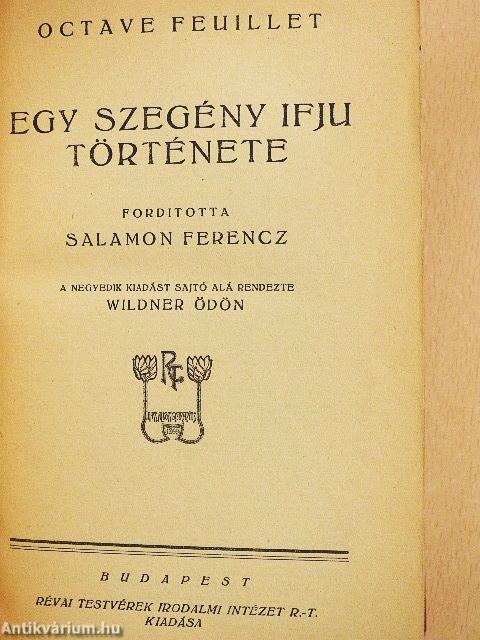 OCTAVE FEUILLET
EGY SZEGÉNY IFJU
TÖRTÉNETE
FORDITOTTA
SALAMON FERENCZ
A NEGYEDIK KIADÁST SAJTÓ ALÁ RENDEZTE
WILDNER ÖDÖN
BUDAPEST
RÉVAI TESTVÉREK IRODALMI INTÉZET R.-T.
KIADÁSA
Antikvárium.hu